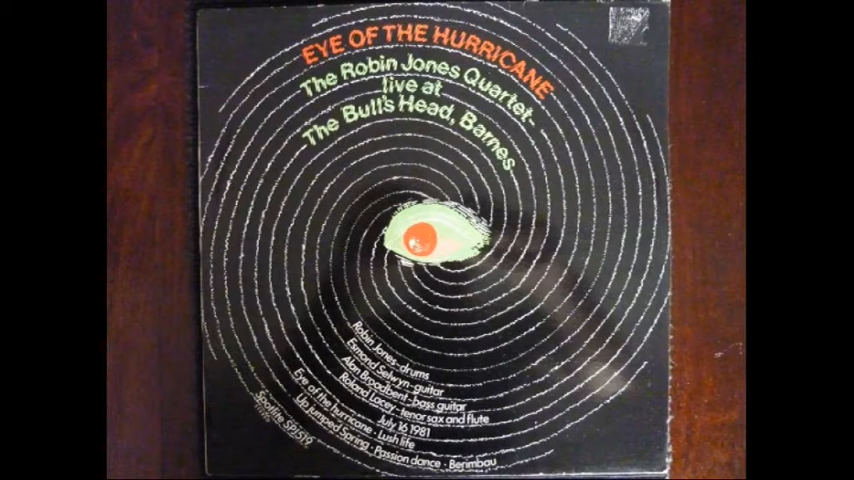 EYE OF THE HURRICANE
The Robin Jones Quartet
live at
The Bull's Head, Barnes
Robin Jones - drums
Esmond Selwyn - guitar
Alan Broadbent - bass guitar
Roland Lacey - tenor sax and flute
July 16 1981
Eye of the hurricane - Lush life
Up jumped Spring - Passion dance - Berimbau
Spotlite SPJ519